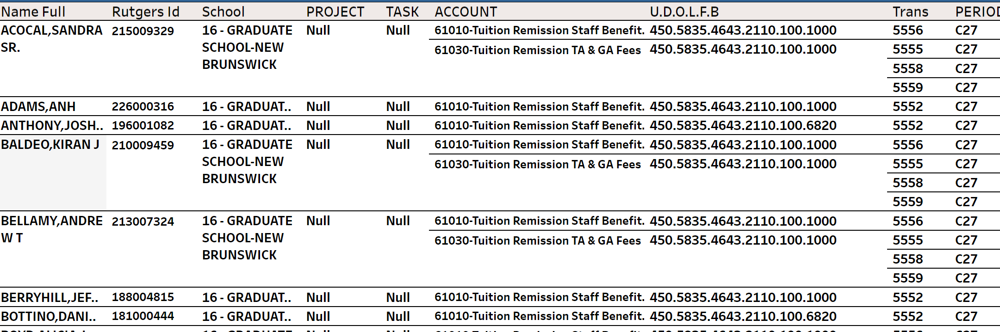 Name Full Rutgers Id School PROJECT TASK ACCOUNT U.D.O.L.F.B Trans PERIOD
ACOCAL,SANDRA 215009329 16 - GRADUATE Null Null 61010-Tuition Remission Staff Benefit. 450.5835.4643.2110.100.1000 5556 C27
SR. SCHOOL-NEW 61030-Tuition Remission TA & GA Fees 450.5835.4643.2110.100.1000 5555 C27
BRUNSWICK 5558 C27
5559 C27
ADAMS,ANH 226000316 16 - GRADUAT.. Null Null 61010-Tuition Remission Staff Benefit. 450.5835.4643.2110.100.1000 5552 C27
ANTHONY,JOSH.. 196001082 16 - GRADUAT.. Null Null 61010-Tuition Remission Staff Benefit. 450.5835.4643.2110.100.6820 5552 C27
BALDEO,KIRAN J 210009459 16 - GRADUATE Null Null 61010-Tuition Remission Staff Benefit. 450.5835.4643.2110.100.1000 5556 C27
SCHOOL-NEW 61030-Tuition Remission TA & GA Fees 450.5835.4643.2110.100.1000 5555 C27
BRUNSWICK 5558 C27
5559 C27
BELLAMY,ANDRE 213007324 16 - GRADUATE Null Null 61010-Tuition Remission Staff Benefit. 450.5835.4643.2110.100.1000 5556 C27
W T SCHOOL-NEW 61030-Tuition Remission TA & GA Fees 450.5835.4643.2110.100.1000 5555 C27
BRUNSWICK 5558 C27
5559 C27
BERRYHILL,JEF.. 188004815 16 - GRADUAT.. Null Null 61010-Tuition Remission Staff Benefit. 450.5835.4643.2110.100.1000 5552 C27
BOTTINO,DANI.. 181000444 16 - GRADUAT.. Null Null 61010-Tuition Remission Staff Benefit. 450.5835.4643.2110.100.6820 5552 C27